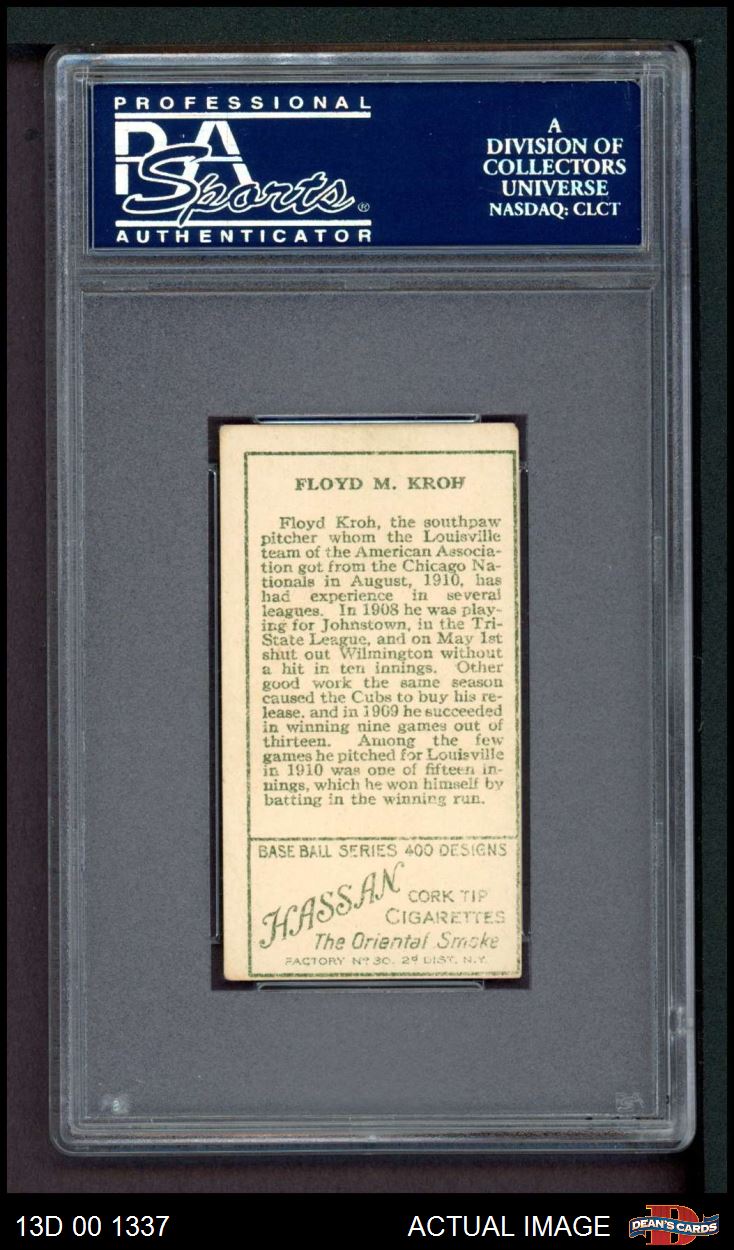 PROFESSIONAL
PSA
Sports®
AUTHENTICATOR
A
DIVISION OF
COLLECTORS
UNIVERSE
NASDAQ: CLCT
FLOYD M. KROH
Floyd Kroh, the southpaw
pitcher whom the Louisville
team of the American Associa-
tion got from the Chicago Na-
tionals in August, 1910, has
had experience in several
leagues. In 1908 he was play-
ing for Johnstown, in the Tri-
State League, and on May 1st
shut out Wilmington without
a hit in ten innings. Other
good work the same season
caused the Cubs to buy his re-
lease, and in 1909 he succeeded
in winning nine games out of
thirteen. Among the few
games he pitched for Louisville
in 1910 was one of fifteen in-
nings, which he won himself by
batting in the winning run.
BASE BALL SERIES 400 DESIGNS
HASSAN
CORK TIP
CIGARETTES
The Oriental Smoke
FACTORY Nº 30. 2d DIST. N.Y.
13D 00 1337
ACTUAL IMAGE
D
DEAN'S CARDS